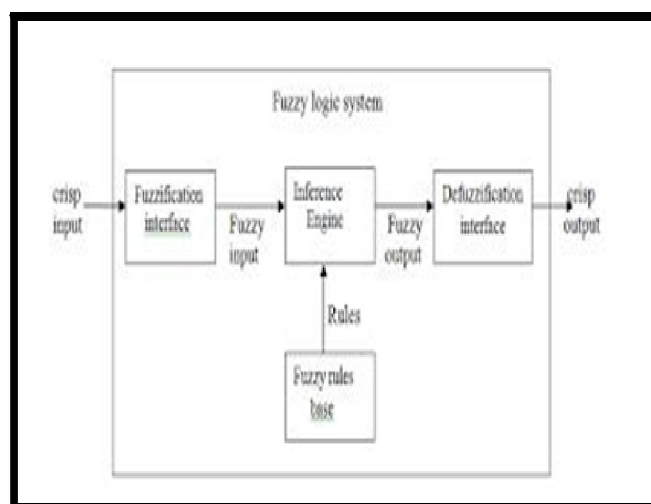 Fuzzy logic system
crisp
input
Fuzzification
interface
Fuzzy
input
Inference
Engine
Fuzzy
output
Defuzzification
interface
crisp
output
Rules
Fuzzy rules
base